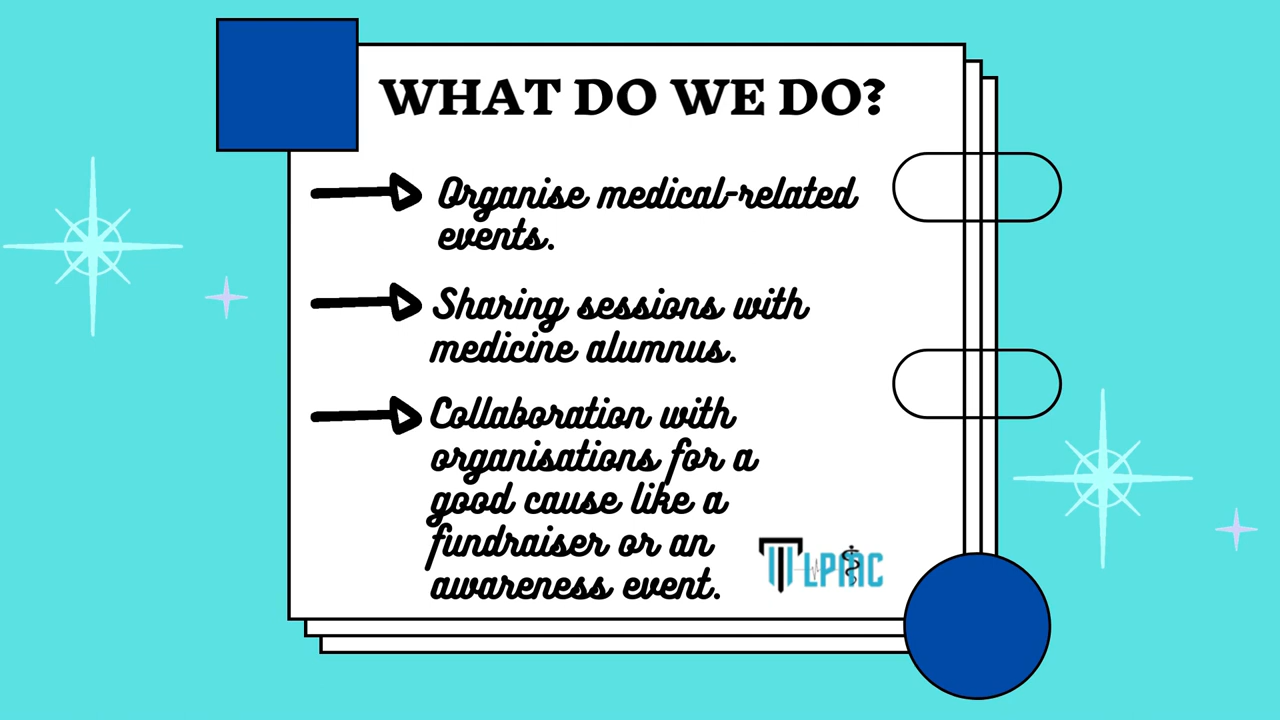 WHAT DO WE DO?
Organise medical-related
events.
Sharing sessions with
medicine alumnus.
Collaboration with
organisations for a
good cause like a
fundraiser or an
awareness event.
LPMC